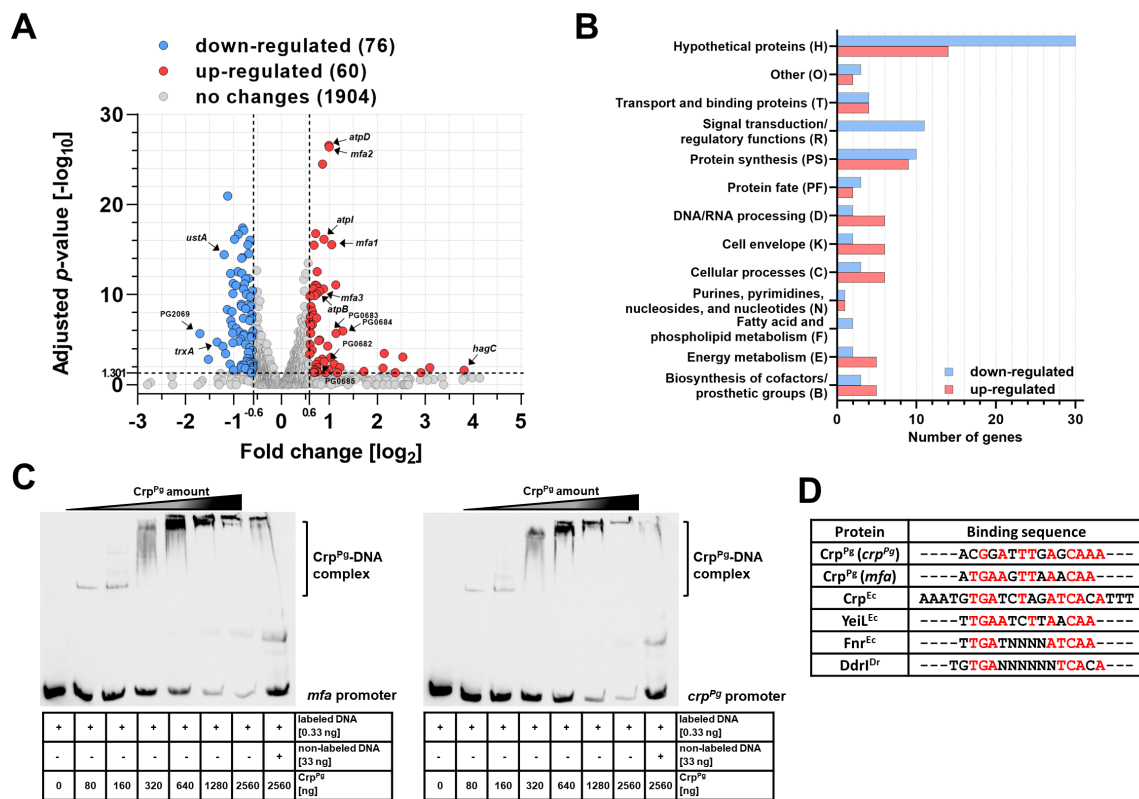 A
down-regulated (76)
up-regulated (60)
no changes (1904)
Adjusted p-value [-log10]
30
20
10
1.301
0
atpD
mfa2
atpI
mfa1
ustA
mfa3
atpB
PG0683
PG0684
PG2069
trxA
PG0682
hagC
PG0685
-3 -2 -1 -0.6 0 0.6 1 2 3 4 5
Fold change [log2]
B
Hypothetical proteins (H)
Other (O)
Transport and binding proteins (T)
Signal transduction/
regulatory functions (R)
Protein synthesis (PS)
Protein fate (PF)
DNA/RNA processing (D)
Cell envelope (K)
Cellular processes (C)
Purines, pyrimidines,
nucleosides, and nucleotides (N)
Fatty acid and
phospholipid metabolism (F)
Energy metabolism (E)
Biosynthesis of cofactors/
prosthetic groups (B)
down-regulated
up-regulated
0 10 20 30
Number of genes
C
CrpPg amount
CrpPg-DNA
complex
mfa promoter
+ + + + + + + + labeled DNA
[0.33 ng]
- - - - - - - + non-labeled DNA
[33 ng]
0 80 160 320 640 1280 2560 2560 CrpPg
[ng]
CrpPg amount
CrpPg-DNA
complex
crpPg promoter
+ + + + + + + + labeled DNA
[0.33 ng]
- - - - - - - + non-labeled DNA
[33 ng]
0 80 160 320 640 1280 2560 2560 CrpPg
[ng]
D
Protein Binding sequence
CrpPg (crpPg) ----ACGGATTTGAGCAAA---
CrpPg (mfa) ----ATGAAGTTAAACAA----
CrpEc AAATGTGATCTAGATCACATTT
YeiLEc ----TTGAATCTTAACAA----
FnrEc ----TTGATNNNNATCAA----
DdrIDr ----TGTGANNNNNNTCACA---